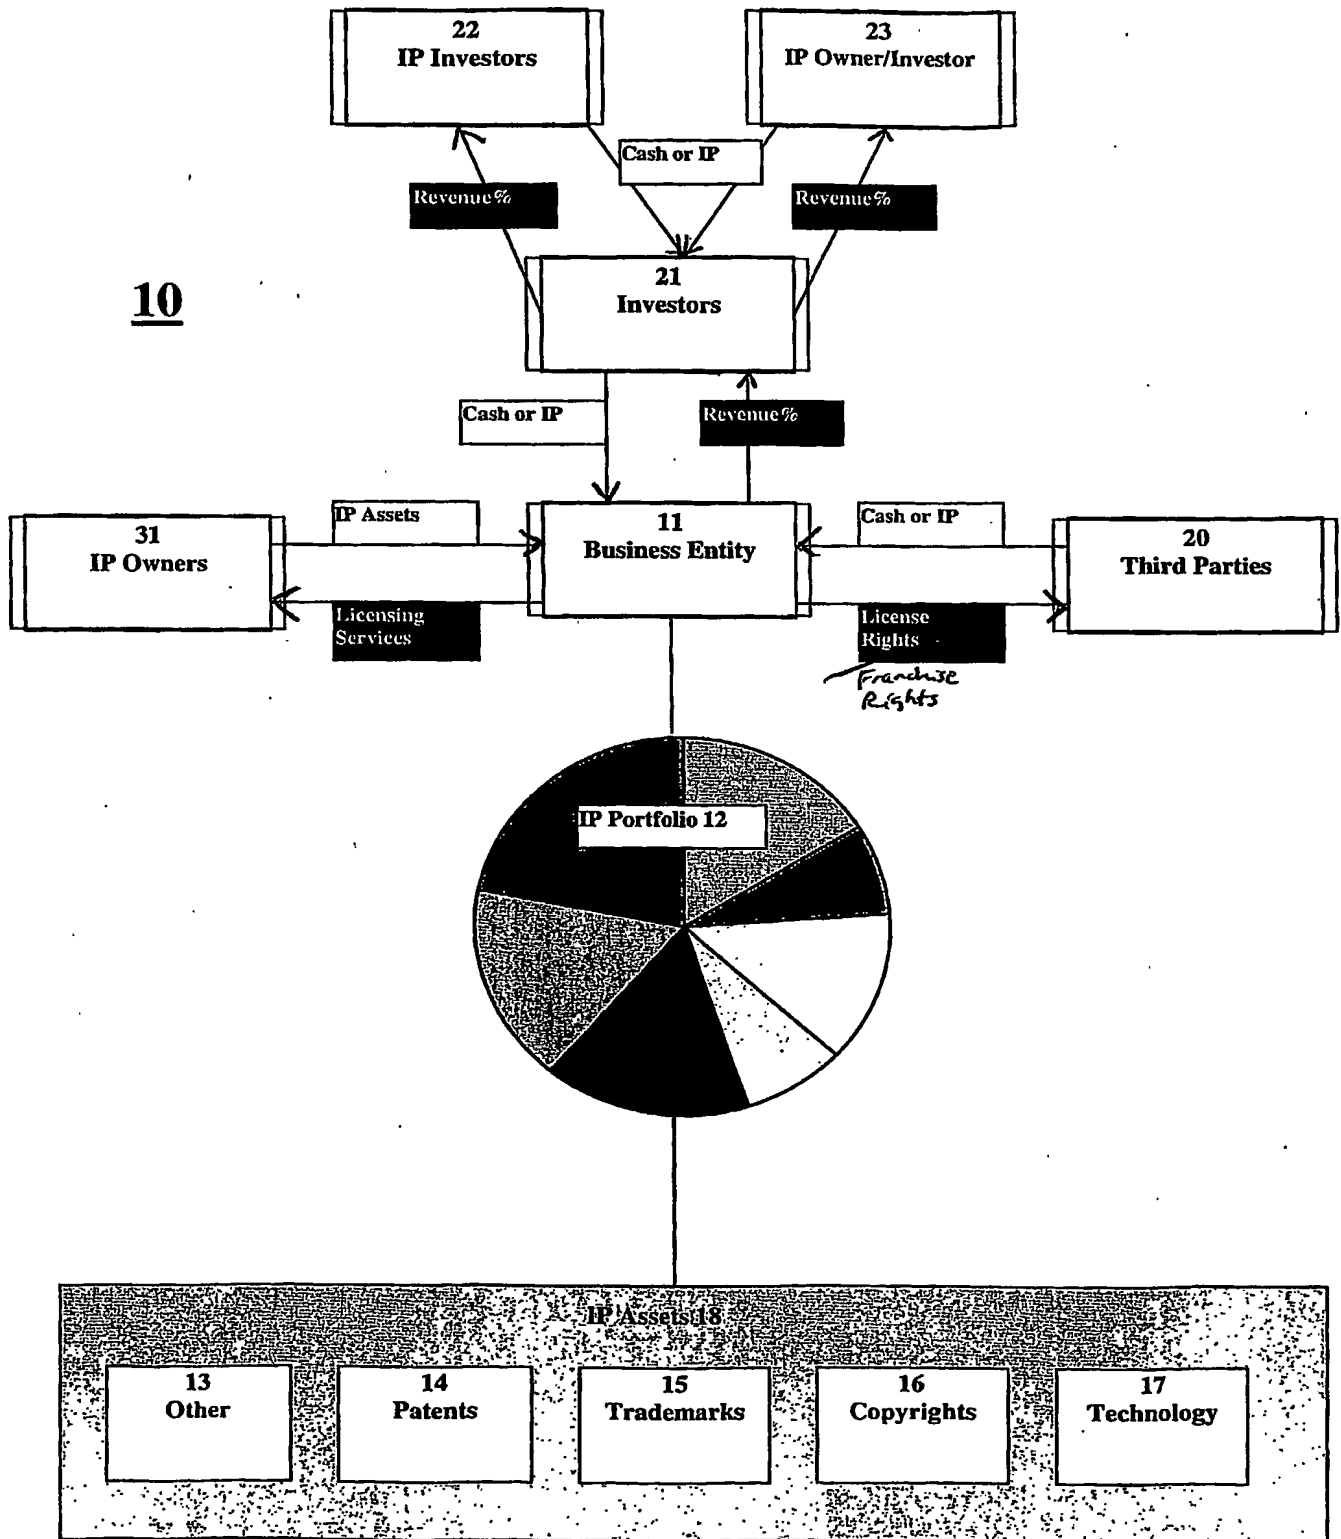 22
IP Investors
23
IP Owner/Investor
Cash or IP
Revenue%
Revenue%
10
21
Investors
Cash or IP
Revenue%
31
IP Owners
IP Assets
Licensing
Services
11
Business Entity
Cash or IP
License
Rights
Franchise
Rights
20
Third Parties
IP Portfolio 12
IP Assets 18
13
Other
14
Patents
15
Trademarks
16
Copyrights
17
Technology